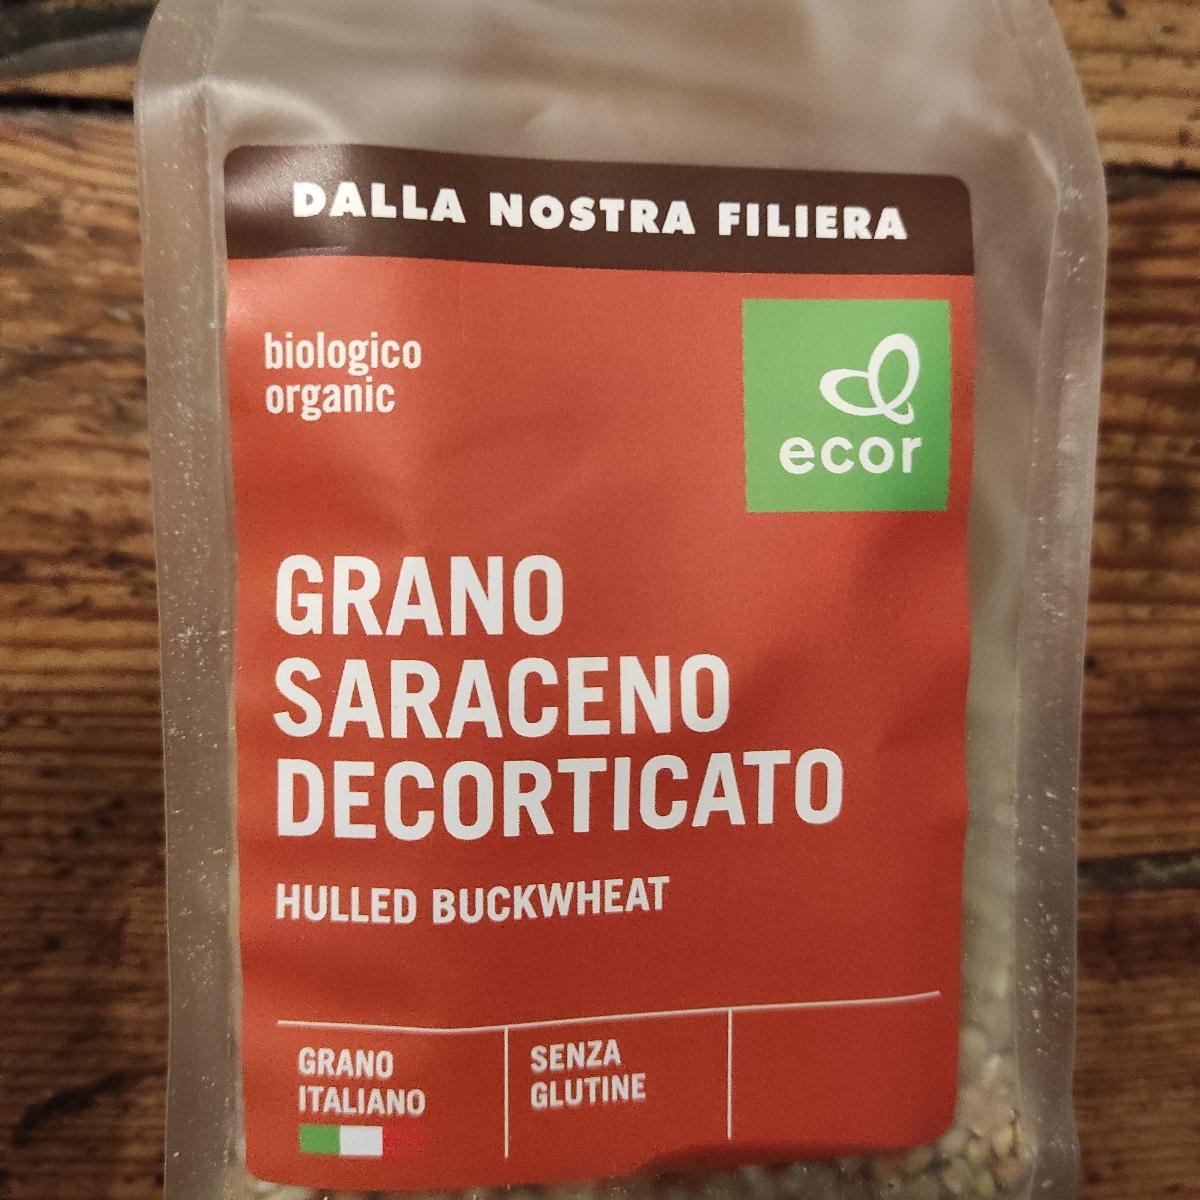 DALLA NOSTRA FILIERA
biologico
organic
ecor
GRANO
SARACENO
DECORTICATO
HULLED BUCKWHEAT
GRANO
ITALIANO
SENZA
GLUTINE